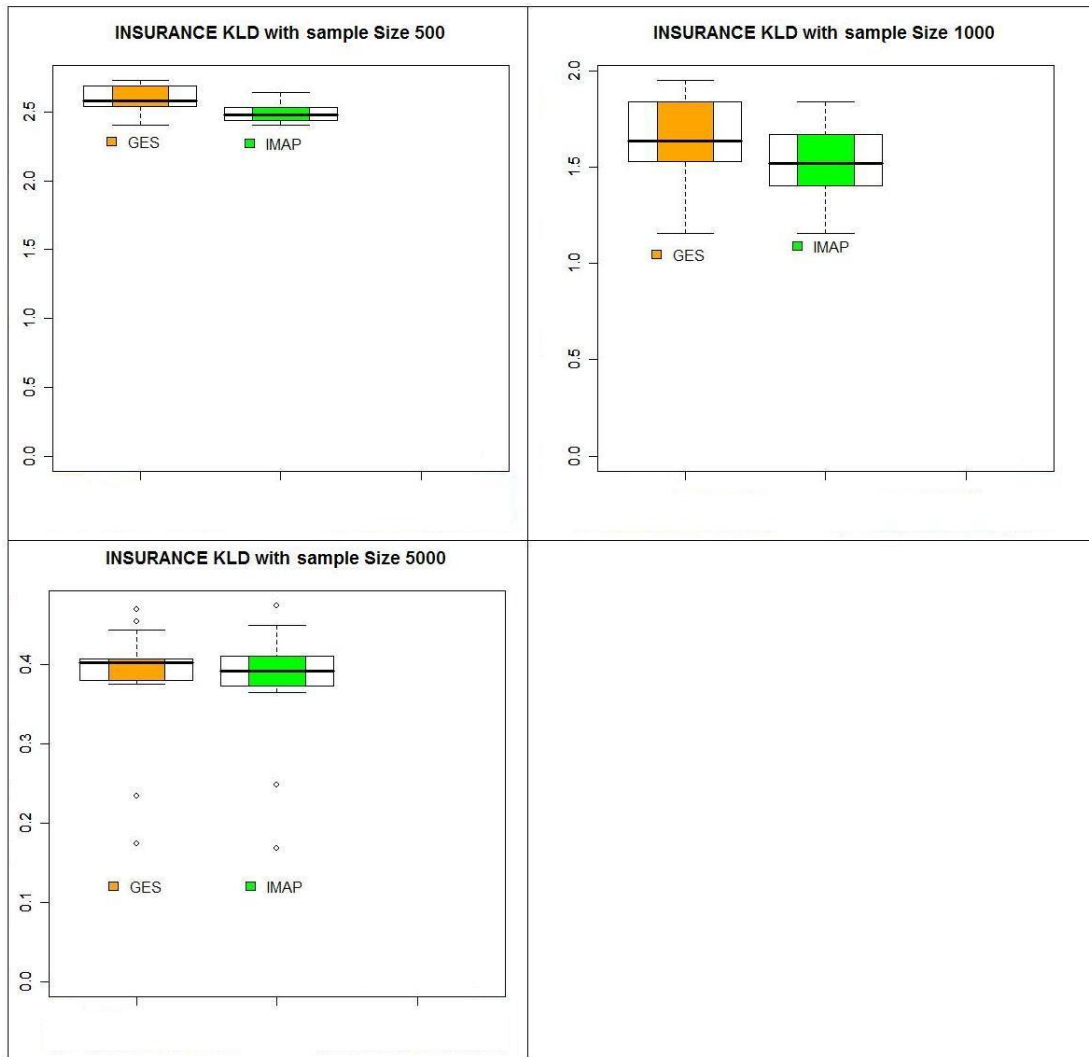 INSURANCE KLD with sample Size 500
2.5
2.0
1.5
1.0
0.5
0.0
GES
IMAP
INSURANCE KLD with sample Size 1000
2.0
1.5
1.0
0.5
0.0
GES
IMAP
INSURANCE KLD with sample Size 5000
0.4
0.3
0.2
0.1
0.0
GES
IMAP